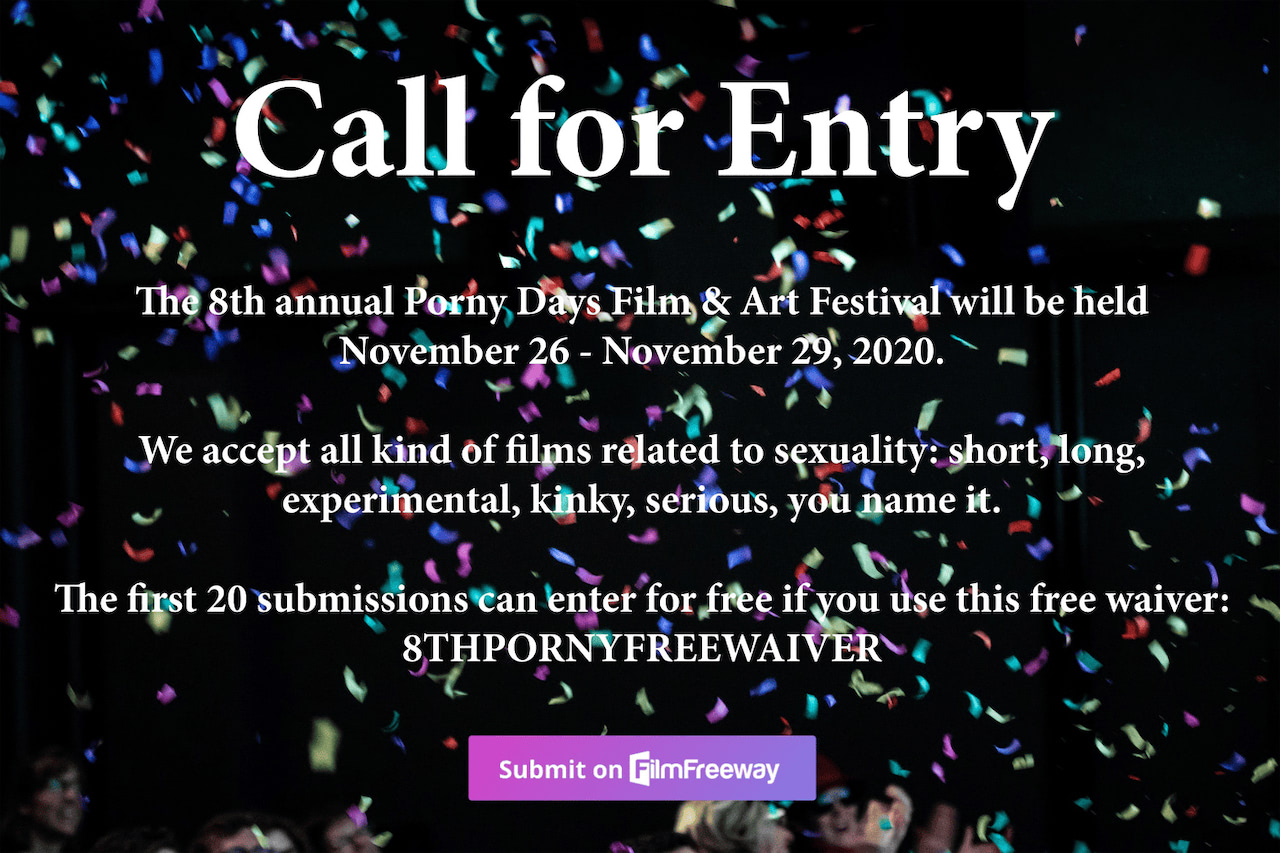 Call for Entry
The 8th annual Porny Days Film & Art Festival will be held
November 26 - November 29, 2020.
We accept all kind of films related to sexuality: short, long,
experimental, kinky, serious, you name it.
The first 20 submissions can enter for free if you use this free waiver:
8THPORNYFREEWAIVER
Submit on FilmFreeway